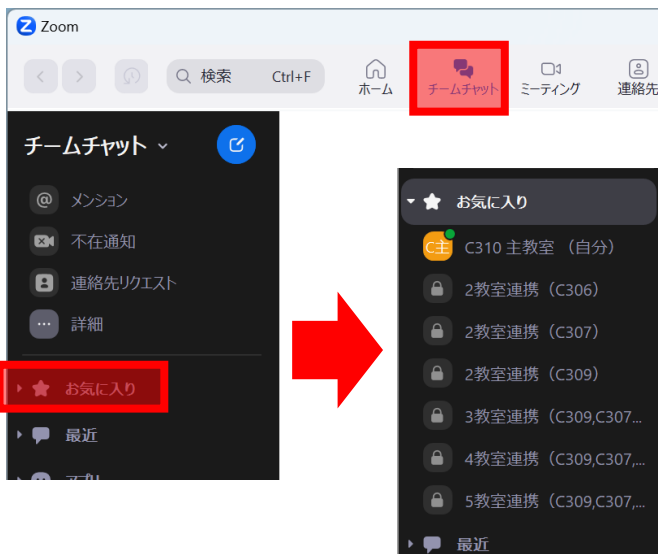 Zoom
検索 Ctrl+F
ホーム
チームチャット
ミーティング
連絡先
チームチャット
メンション
不在通知
連絡先リクエスト
詳細
お気に入り
最近
お気に入り
C主
C310 主教室 （自分）
2教室連携（C306）
2教室連携（C307）
2教室連携（C309）
3教室連携（C309,C307...
4教室連携（C309,C307,...
5教室連携（C309,C307,...
最近